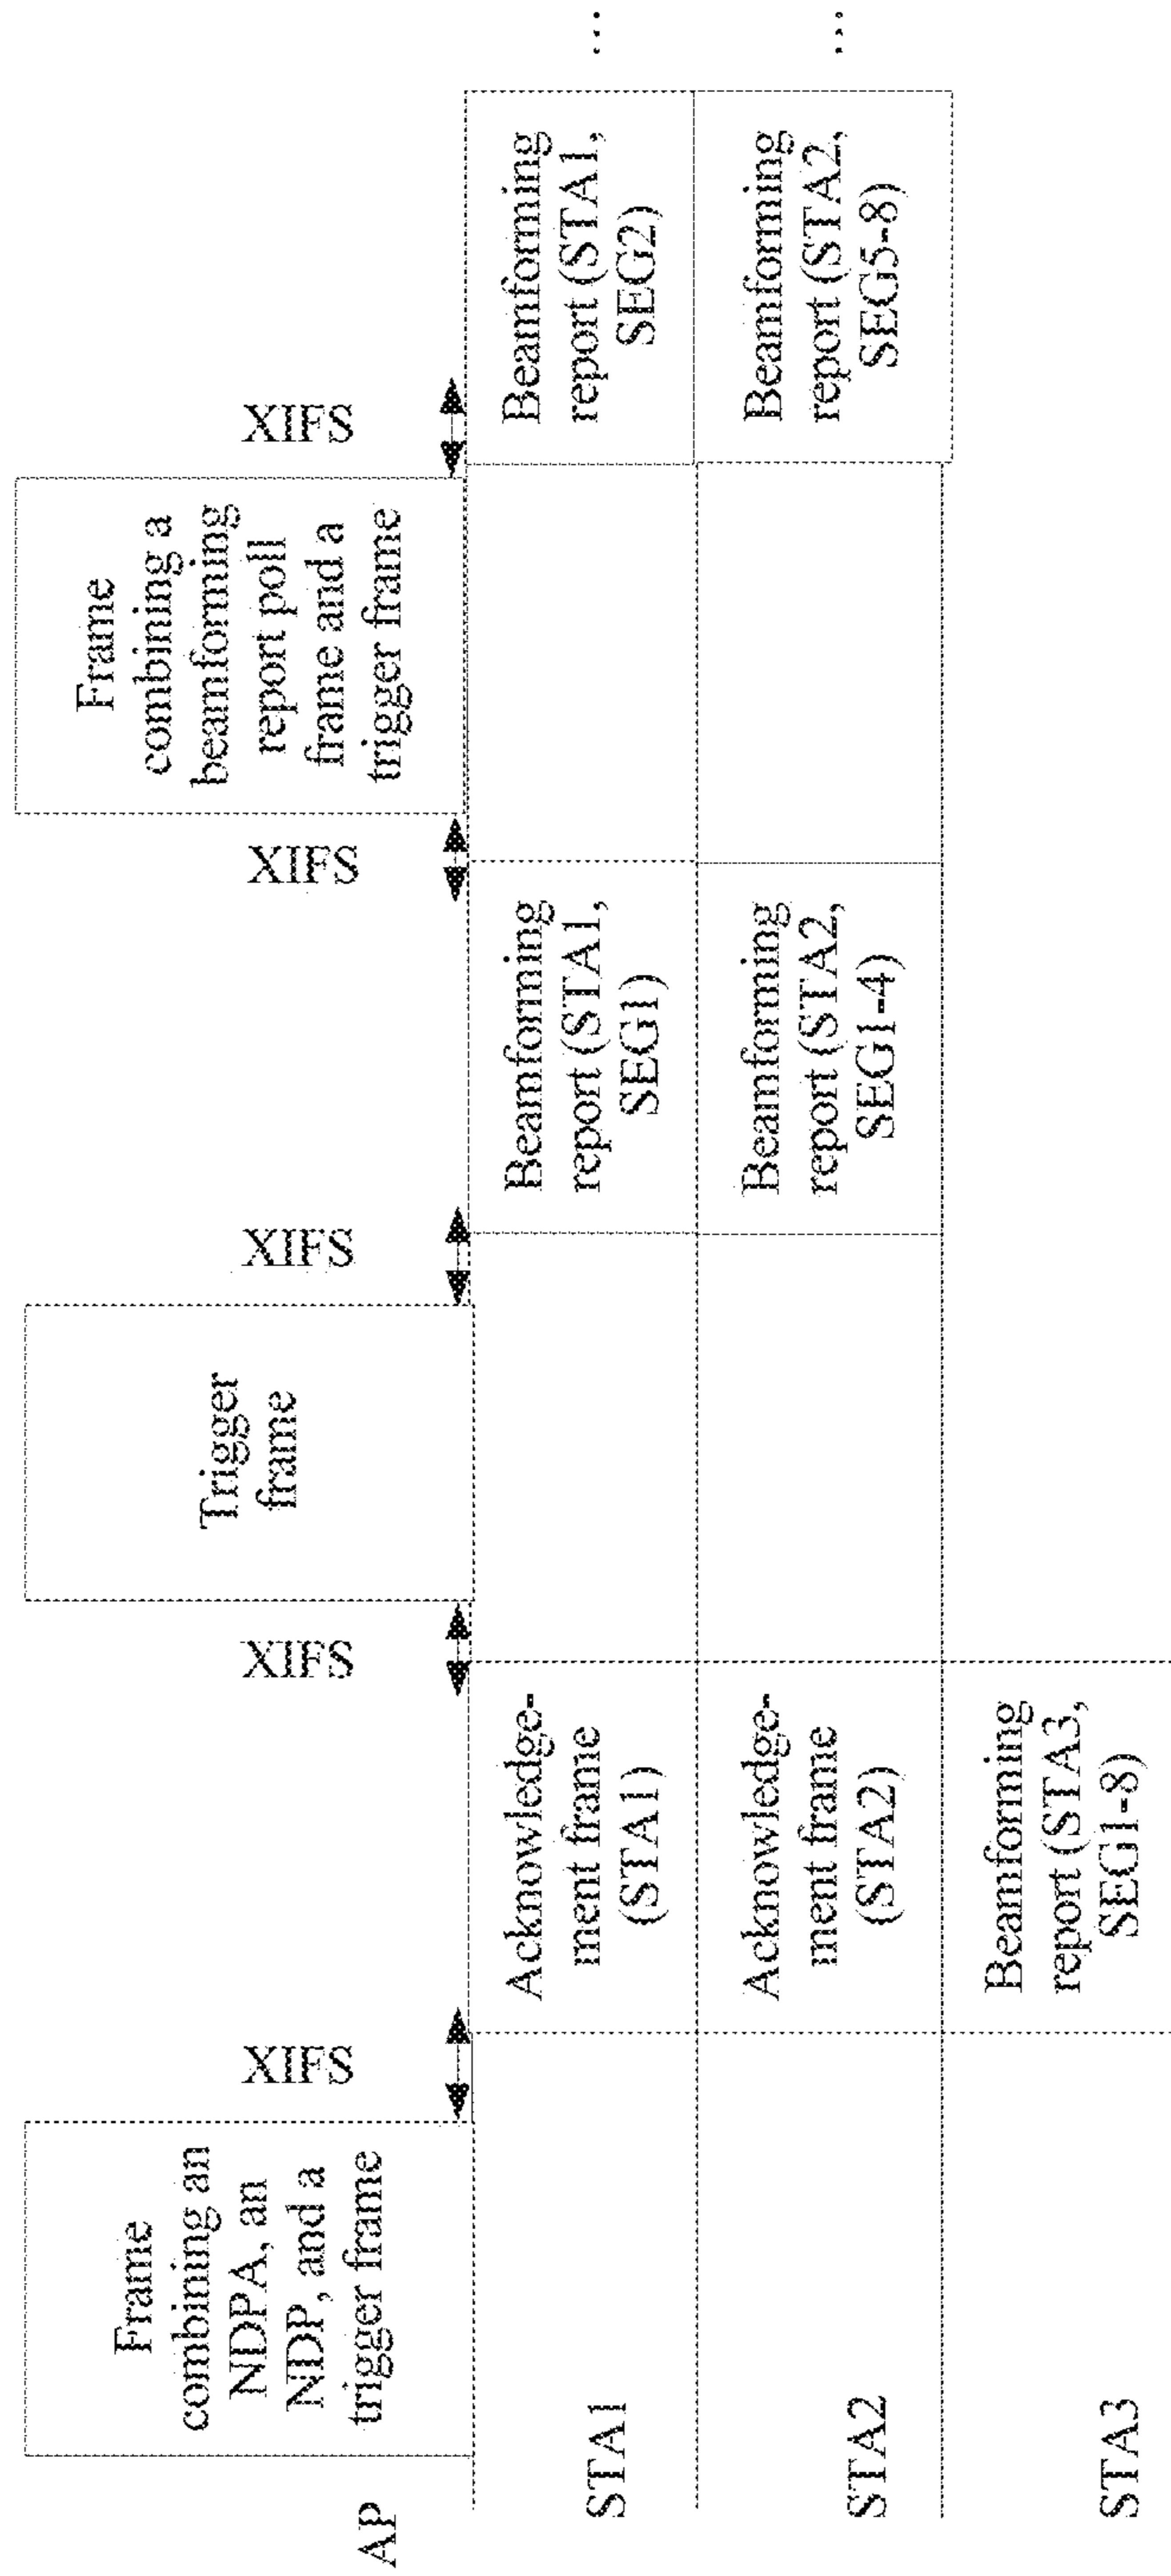 AP
Frame
combining an
NDPA, an
NDP, and a
trigger frame
XIFS
XIFS
Trigger
frame
XIFS
XIFS
Frame
combining a
beamforming
report poll
frame and a
trigger frame
XIFS
STA1
Acknowledge-
ment frame
(STA1)
Beamforming
report (STA1,
SEG1)
Beamforming
report (STA1,
SEG2)
...
STA2
Acknowledge-
ment frame
(STA2)
Beamforming
report (STA2,
SEG1-4)
Beamforming
report (STA2,
SEG5-8)
...
STA3
Beamforming
report (STA3,
SEG1-8)